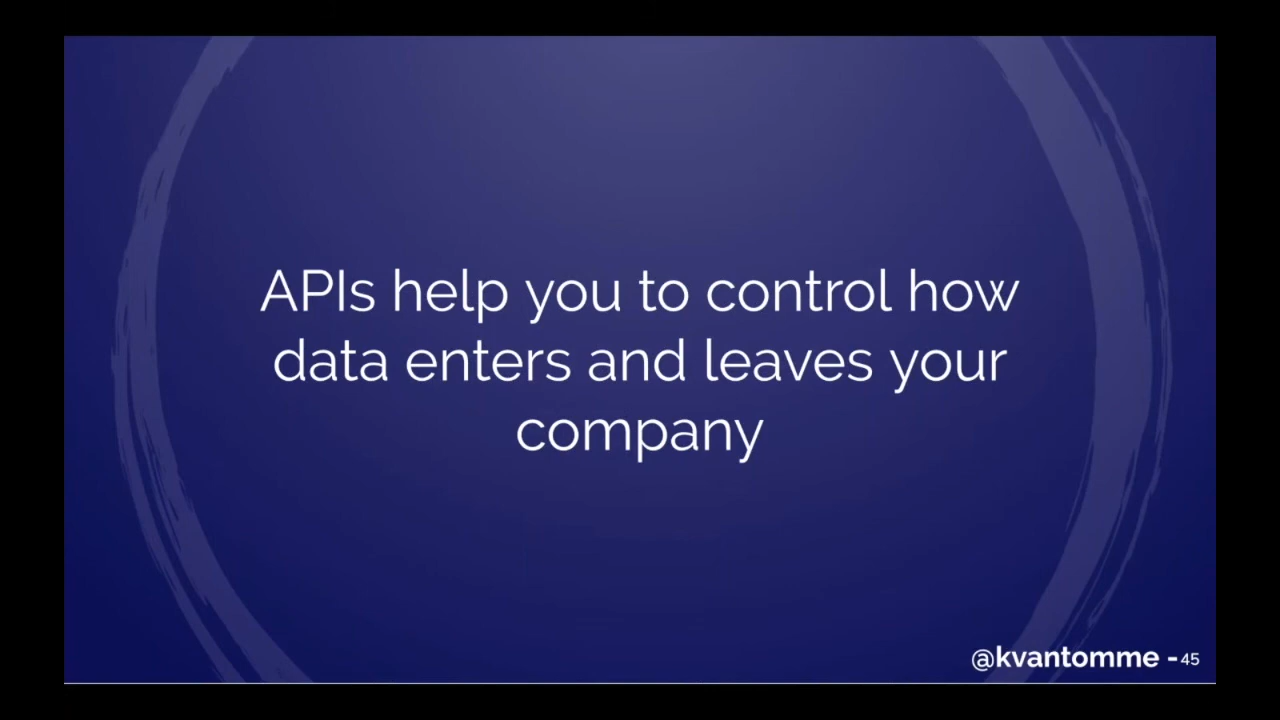 APIs help you to control how
data enters and leaves your
company
@kvantomme - 45